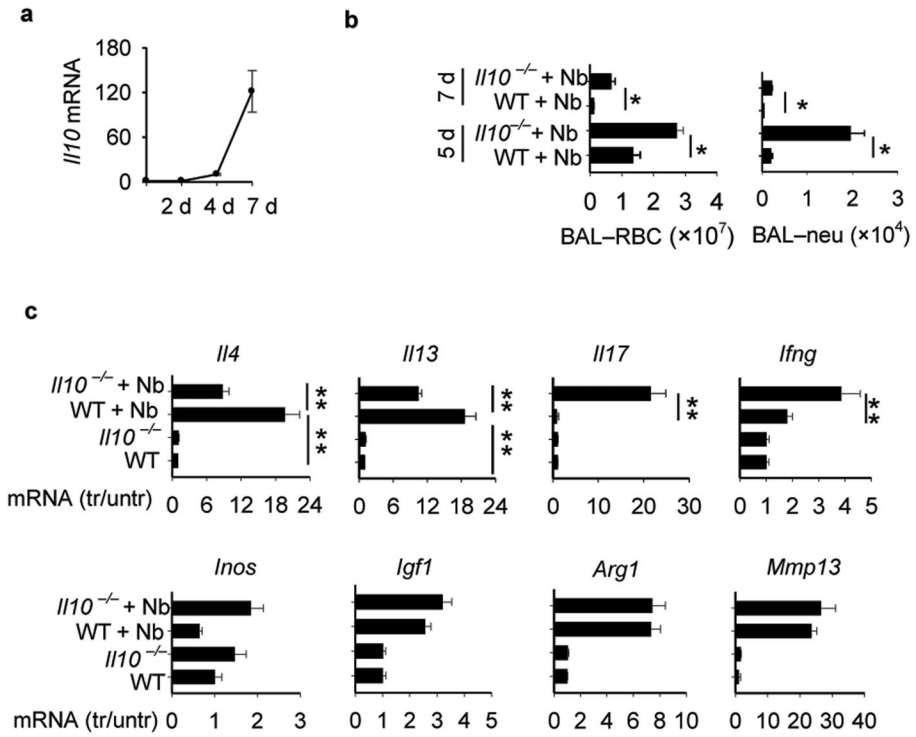 a
Il10 mRNA
180
120
60
0
2 d 4 d 7 d
b
7 d
Il10 –/– + Nb
WT + Nb
5 d
Il10–/– + Nb
WT + Nb
*
*
*
*
0 1 2 3 4
BAL–RBC (×10⁷)
0 1 2 3
BAL–neu (×10⁴)
c
Il4 Il13 Il17 Ifng
Il10 –/– + Nb
WT + Nb
Il10 –/–
WT
**
**
**
**
**
**
mRNA (tr/untr)
0 6 12 18 24
0 6 12 18 24
0 10 20 30
0 1 2 3 4 5
Inos Igf1 Arg1 Mmp13
Il10 –/– + Nb
WT + Nb
Il10 –/–
WT
mRNA (tr/untr)
0 1 2 3
0 1 2 3 4 5
0 2 4 6 8 10
0 10 20 30 40